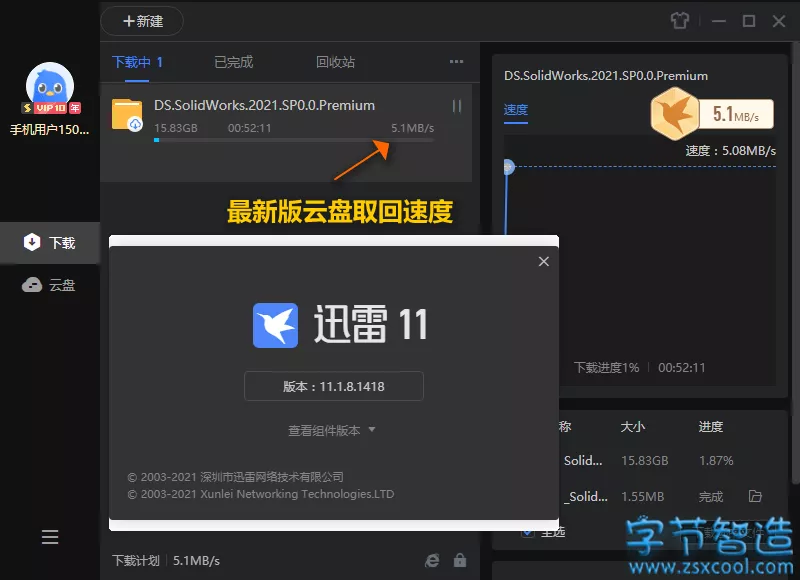 新建
下载中 1
已完成
回收站
DS.SolidWorks.2021.SP0.0.Premium
15.83GB
00:52:11
5.1MB/s
最新版云盘取回速度
VIP10 年
手机用户150...
下载
云盘
DS.SolidWorks.2021.SP0.0.Premium
速度
5.1MB/s
速度：5.08MB/s
下载进度1%
00:52:11
迅雷 11
版本：11.1.8.1418
查看组件版本
© 2003-2021 深圳市迅雷网络技术有限公司
© 2003-2021 Xunlei Networking Technologies.LTD
称 大小 进度
Solid... 15.83GB 1.87%
_Solid... 1.55MB 完成
全选
下载计划
5.1MB/s
字节智造
www.zsxcool.com